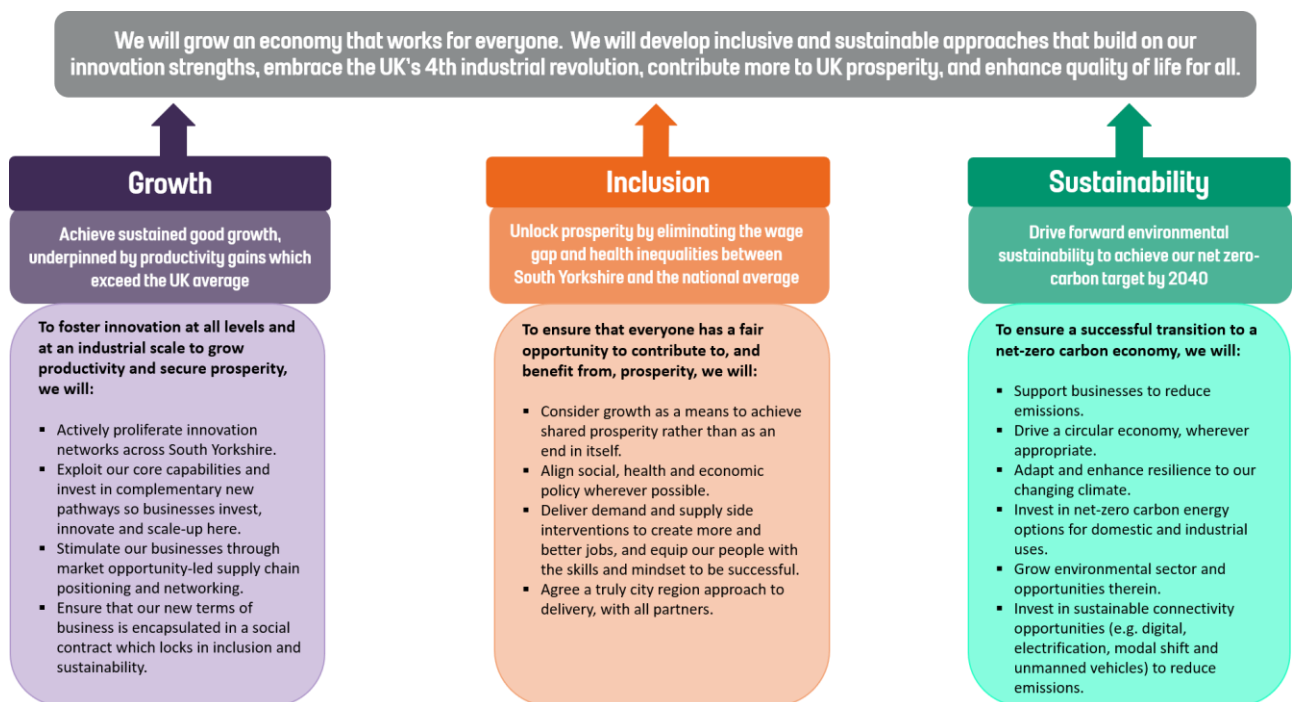 We will grow an economy that works for everyone. We will develop inclusive and sustainable approaches that build on our
innovation strengths, embrace the UK's 4th industrial revolution, contribute more to UK prosperity, and enhance quality of life for all.
Growth
Achieve sustained good growth,
underpinned by productivity gains which
exceed the UK average
To foster innovation at all levels and
at an industrial scale to grow
productivity and secure prosperity,
we will:
▪ Actively proliferate innovation
networks across South Yorkshire.
▪ Exploit our core capabilities and
invest in complementary new
pathways so businesses invest,
innovate and scale-up here.
▪ Stimulate our businesses through
market opportunity-led supply chain
positioning and networking.
▪ Ensure that our new terms of
business is encapsulated in a social
contract which locks in inclusion and
sustainability.
Inclusion
Unlock prosperity by eliminating the wage
gap and health inequalities between
South Yorkshire and the national average
To ensure that everyone has a fair
opportunity to contribute to, and
benefit from, prosperity, we will:
▪ Consider growth as a means to achieve
shared prosperity rather than as an
end in itself.
▪ Align social, health and economic
policy wherever possible.
▪ Deliver demand and supply side
interventions to create more and
better jobs, and equip our people with
the skills and mindset to be successful.
▪ Agree a truly city region approach to
delivery, with all partners.
Sustainability
Drive forward environmental
sustainability to achieve our net zero-
carbon target by 2040
To ensure a successful transition to a
net-zero carbon economy, we will:
▪ Support businesses to reduce
emissions.
▪ Drive a circular economy, wherever
appropriate.
▪ Adapt and enhance resilience to our
changing climate.
▪ Invest in net-zero carbon energy
options for domestic and industrial
uses.
▪ Grow environmental sector and
opportunities therein.
▪ Invest in sustainable connectivity
opportunities (e.g. digital,
electrification, modal shift and
unmanned vehicles) to reduce
emissions.